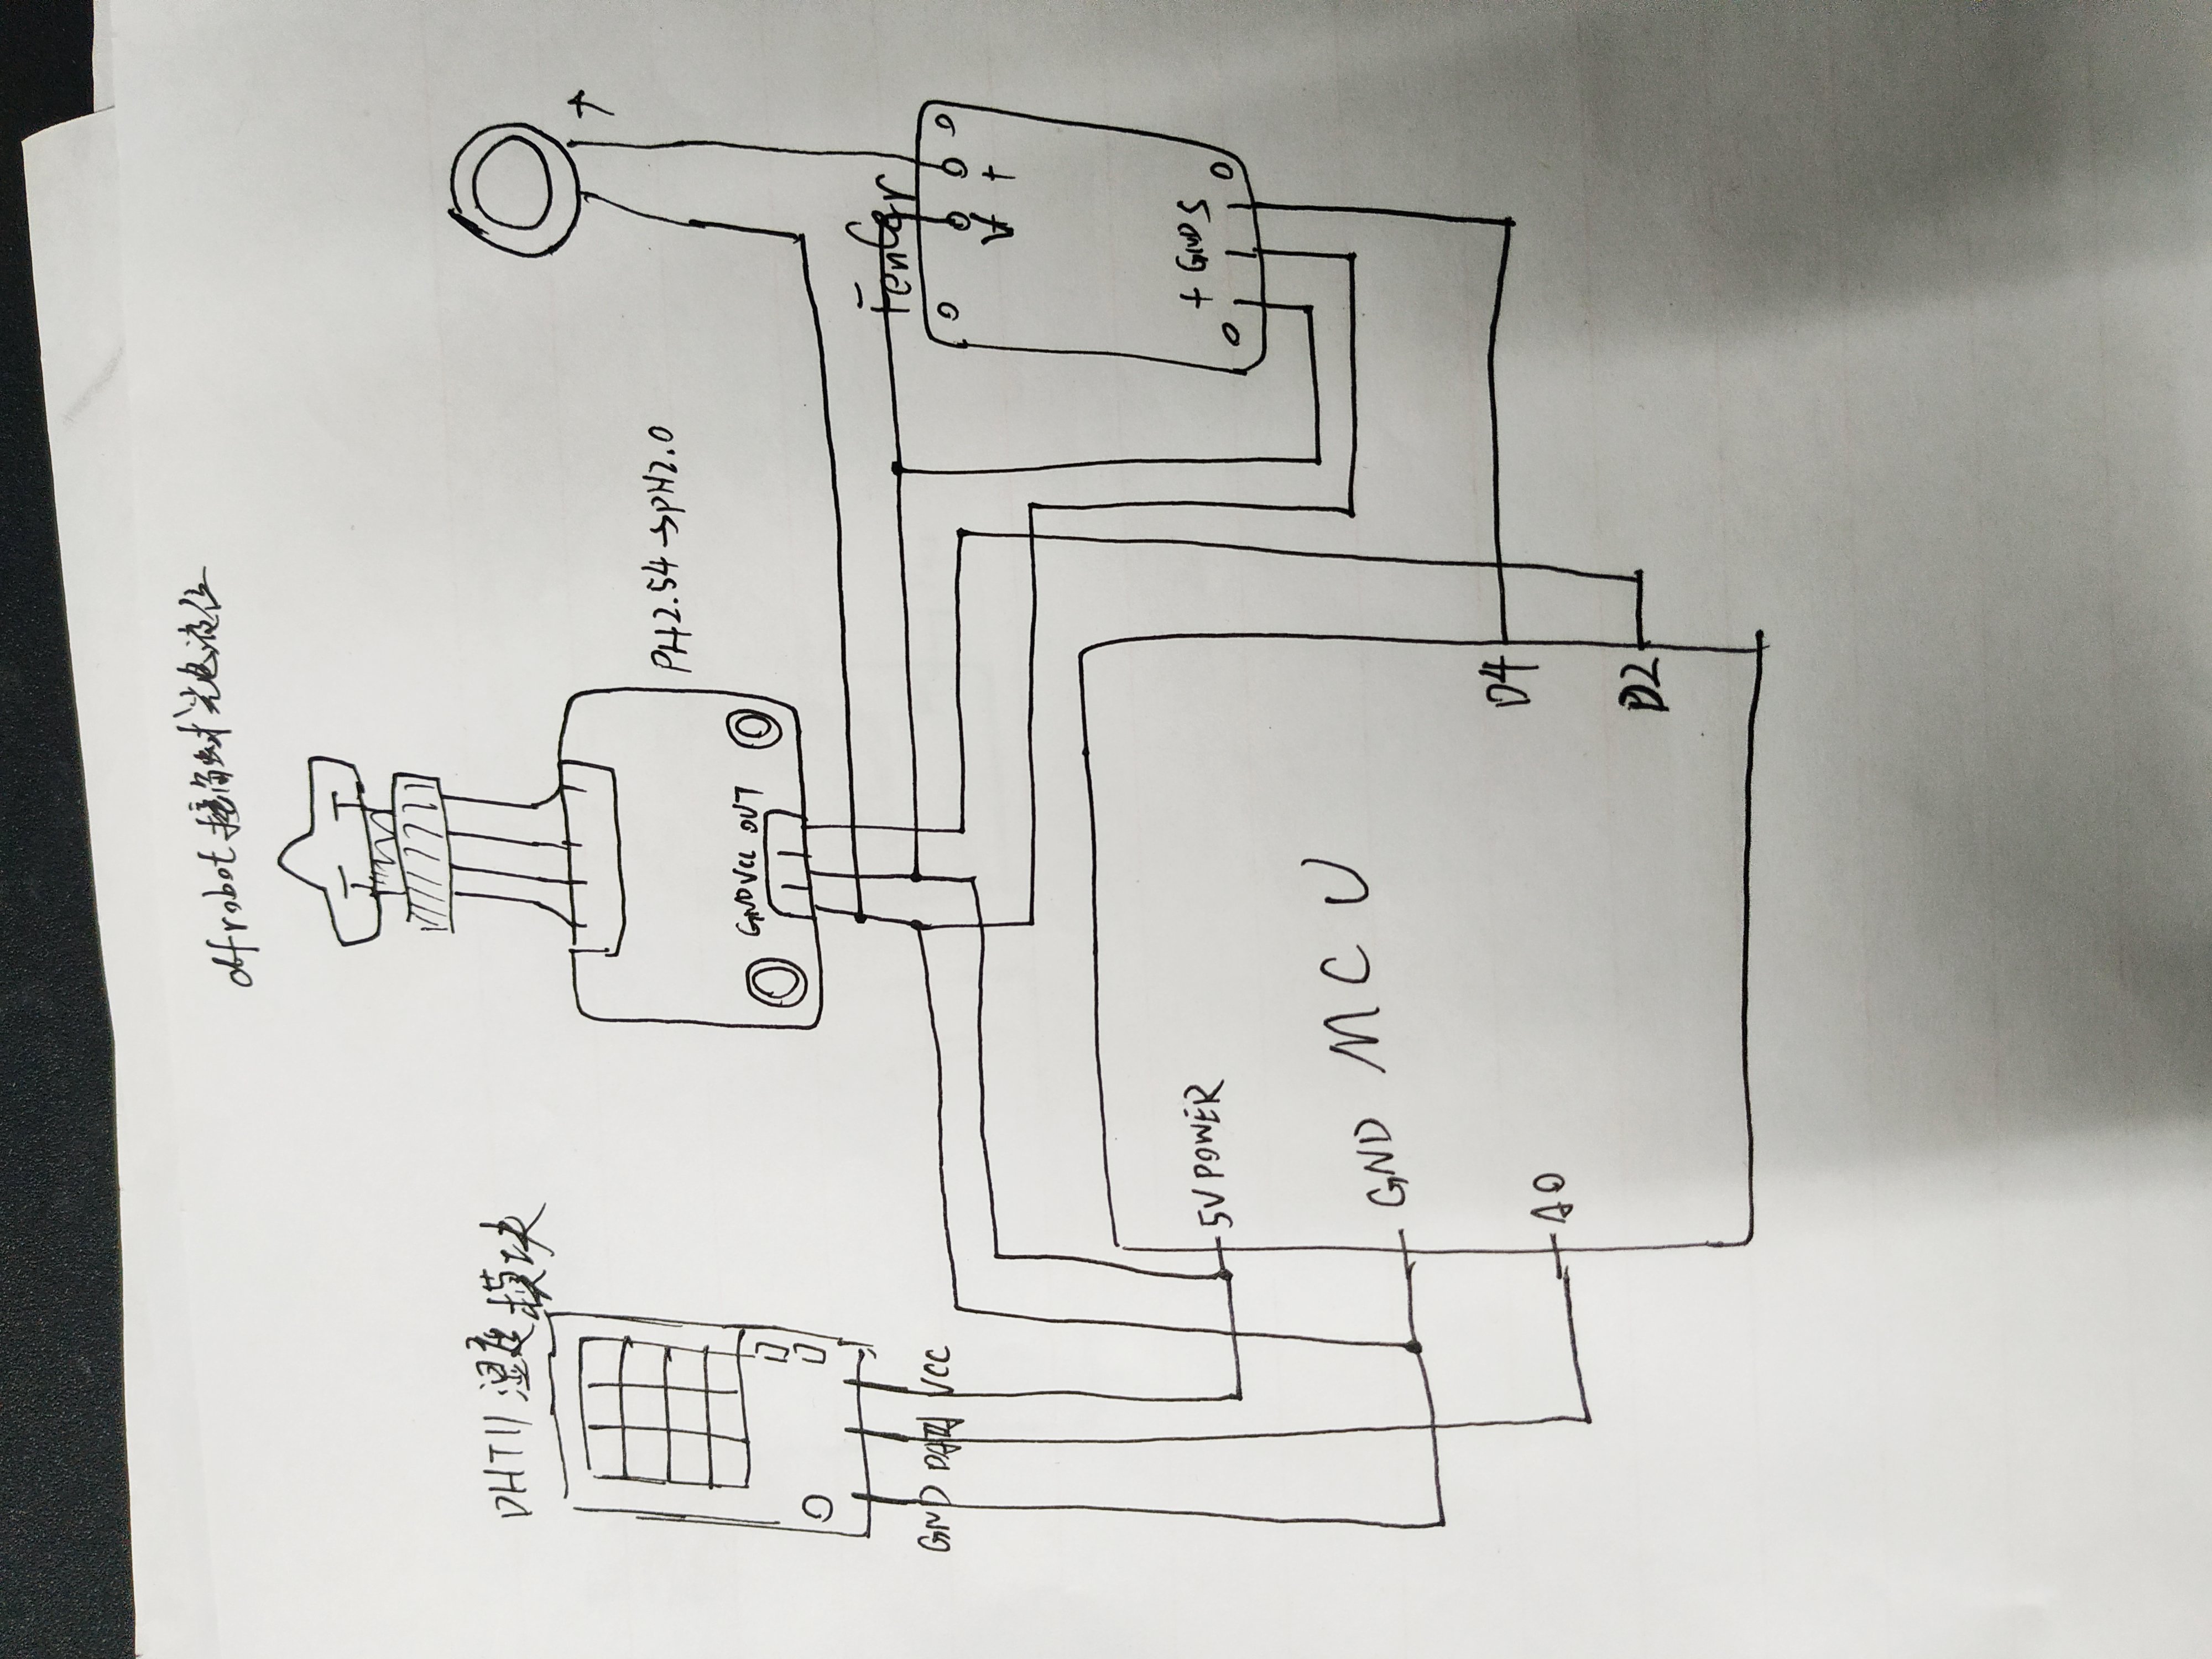 dfrobot 接触式光电液位
DHT11 湿度模块
+
PH2.54→PH2.0
GND VCC OUT
GND DATA VCC
V+ +
5V POWER
+ GND S
GND MCU
D4
A0
D2